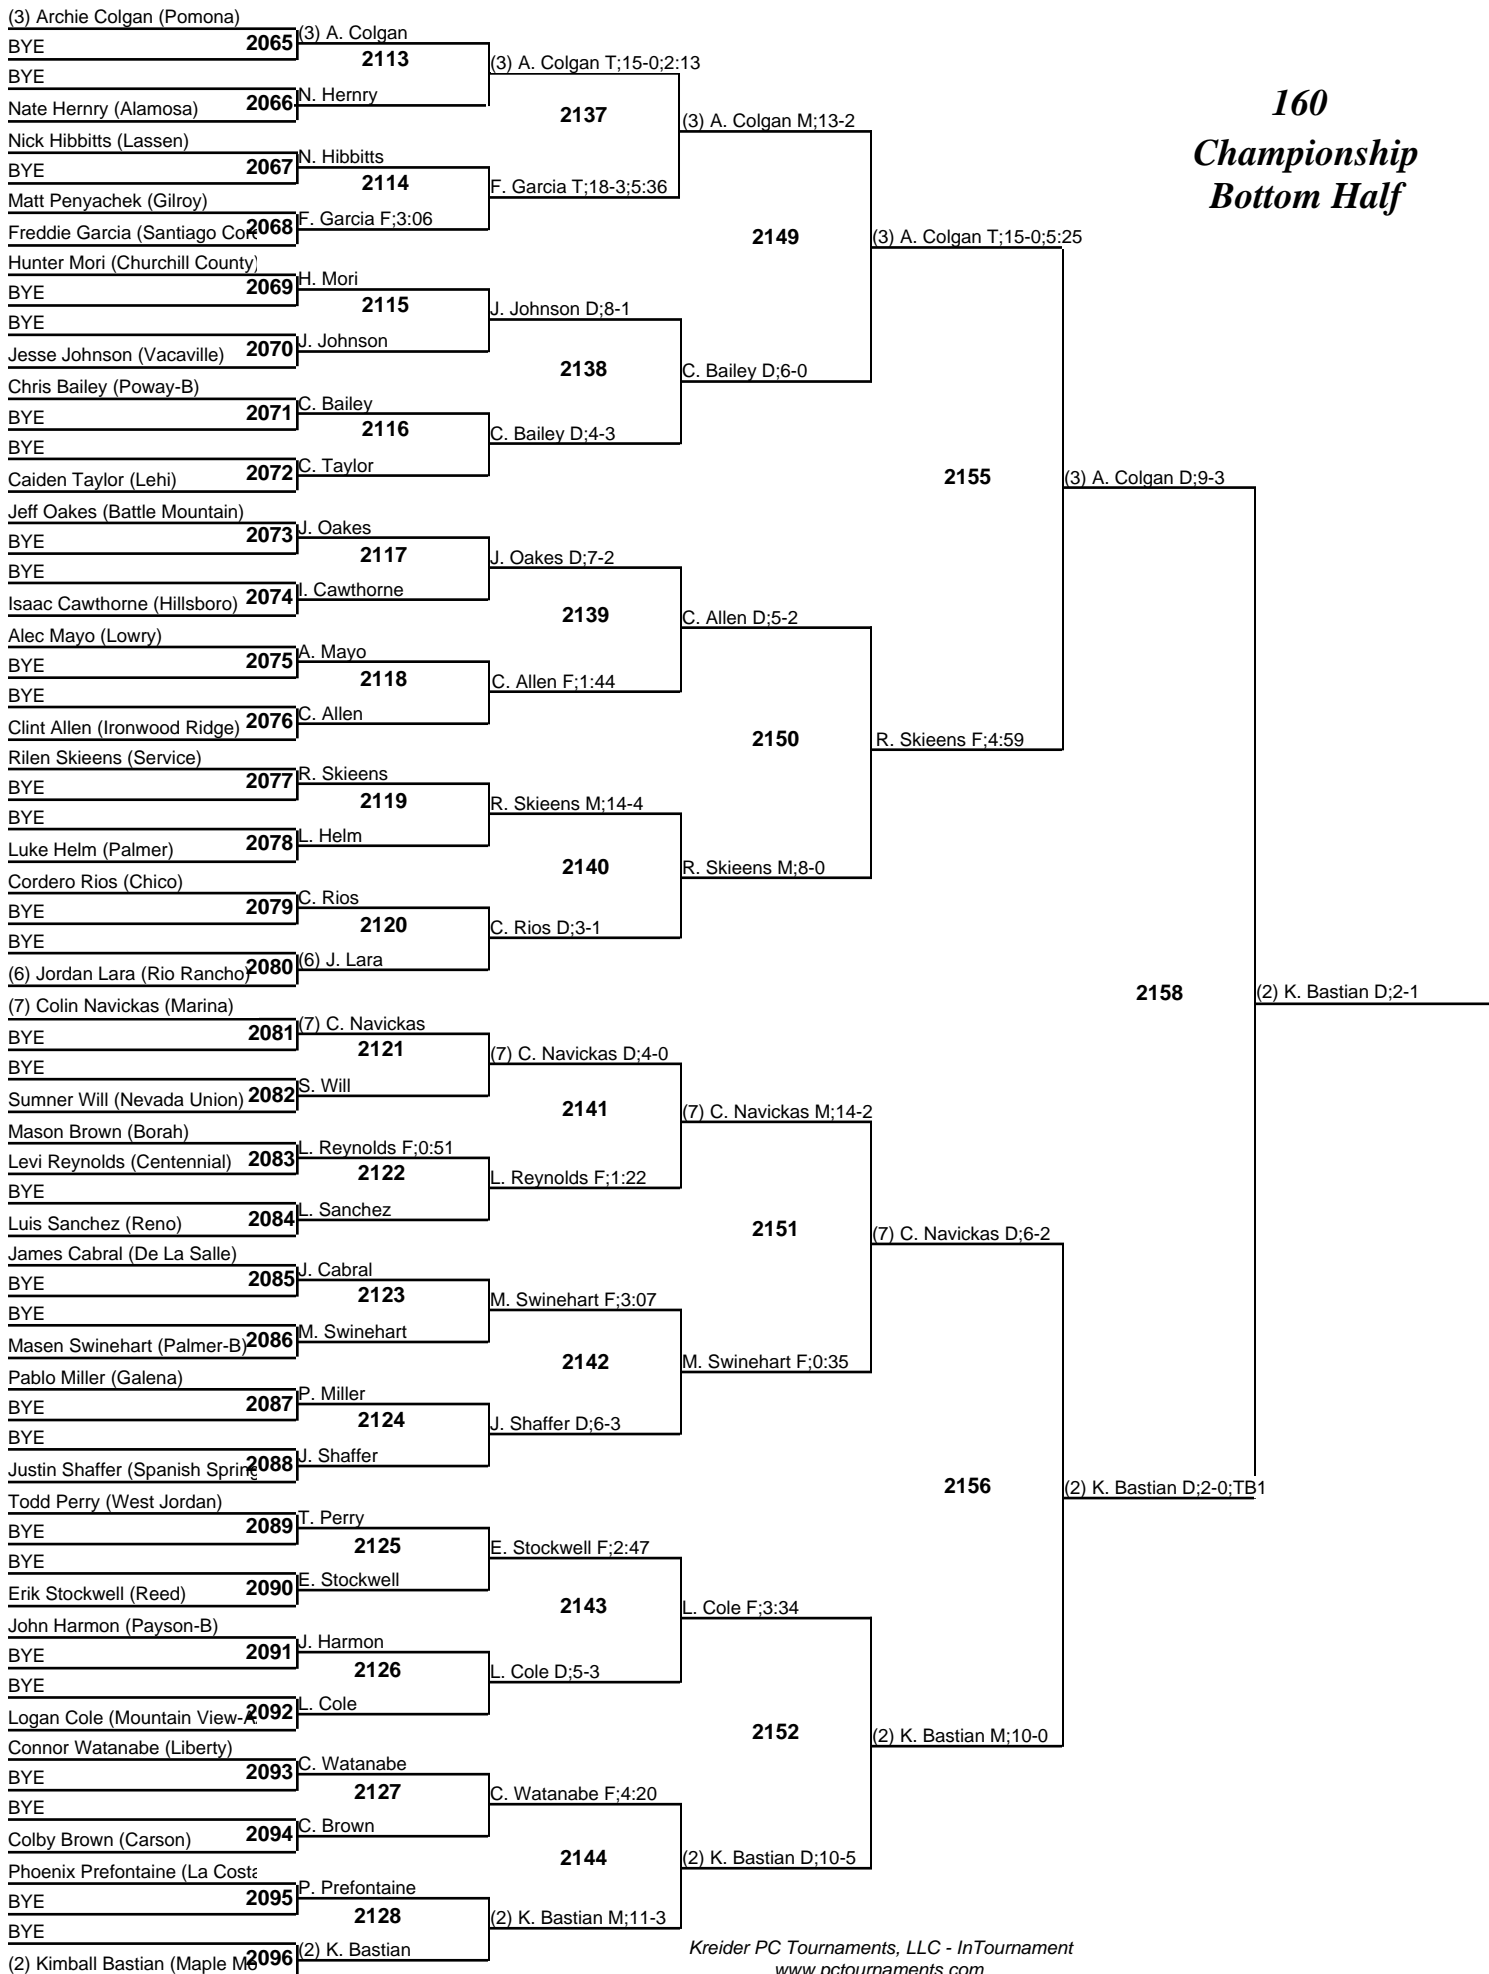 160
Championship
Bottom Half
(3) Archie Colgan (Pomona)
BYE
2065
BYE
Nate Hernry (Alamosa)
2066
Nick Hibbitts (Lassen)
BYE
2067
Matt Penyachek (Gilroy)
Freddie Garcia (Santiago Cor
2068
Hunter Mori (Churchill County)
BYE
2069
BYE
Jesse Johnson (Vacaville)
2070
Chris Bailey (Poway-B)
BYE
2071
BYE
Caiden Taylor (Lehi)
2072
Jeff Oakes (Battle Mountain)
BYE
2073
BYE
Isaac Cawthorne (Hillsboro)
2074
Alec Mayo (Lowry)
BYE
2075
BYE
Clint Allen (Ironwood Ridge)
2076
Rilen Skieens (Service)
BYE
2077
BYE
Luke Helm (Palmer)
2078
Cordero Rios (Chico)
BYE
2079
BYE
(6) Jordan Lara (Rio Rancho)
2080
(7) Colin Navickas (Marina)
BYE
2081
BYE
Sumner Will (Nevada Union)
2082
Mason Brown (Borah)
Levi Reynolds (Centennial)
2083
BYE
Luis Sanchez (Reno)
2084
James Cabral (De La Salle)
BYE
2085
BYE
Masen Swinehart (Palmer-B)
2086
Pablo Miller (Galena)
BYE
2087
BYE
Justin Shaffer (Spanish Spring
2088
Todd Perry (West Jordan)
BYE
2089
BYE
Erik Stockwell (Reed)
2090
John Harmon (Payson-B)
BYE
2091
BYE
Logan Cole (Mountain View-A
2092
Connor Watanabe (Liberty)
BYE
2093
BYE
Colby Brown (Carson)
2094
Phoenix Prefontaine (La Costa
BYE
2095
BYE
(2) Kimball Bastian (Maple Mo
2096
(3) A. Colgan
2113
N. Hernry
N. Hibbitts
2114
F. Garcia F;3:06
H. Mori
2115
J. Johnson
C. Bailey
2116
C. Taylor
J. Oakes
2117
I. Cawthorne
A. Mayo
2118
C. Allen
R. Skieens
2119
L. Helm
C. Rios
2120
(6) J. Lara
(7) C. Navickas
2121
S. Will
L. Reynolds F;0:51
2122
L. Sanchez
J. Cabral
2123
M. Swinehart
P. Miller
2124
J. Shaffer
T. Perry
2125
E. Stockwell
J. Harmon
2126
L. Cole
C. Watanabe
2127
C. Brown
P. Prefontaine
2128
(2) K. Bastian
(3) A. Colgan T;15-0;2:13
2137
F. Garcia T;18-3;5:36
J. Johnson D;8-1
2138
C. Bailey D;4-3
J. Oakes D;7-2
2139
C. Allen F;1:44
R. Skieens M;14-4
2140
C. Rios D;3-1
(7) C. Navickas D;4-0
2141
L. Reynolds F;1:22
M. Swinehart F;3:07
2142
J. Shaffer D;6-3
E. Stockwell F;2:47
2143
L. Cole D;5-3
C. Watanabe F;4:20
2144
(2) K. Bastian M;11-3
(3) A. Colgan M;13-2
2149
C. Bailey D;6-0
C. Allen D;5-2
2150
R. Skieens M;8-0
(7) C. Navickas M;14-2
2151
M. Swinehart F;0:35
L. Cole F;3:34
2152
(2) K. Bastian D;10-5
(3) A. Colgan T;15-0;5:25
2155
R. Skieens F;4:59
(7) C. Navickas D;6-2
2156
(2) K. Bastian M;10-0
(3) A. Colgan D;9-3
2158
(2) K. Bastian D;2-0;TB1
(2) K. Bastian D;2-1
Kreider PC Tournaments, LLC - InTournament
www.pctournaments.com